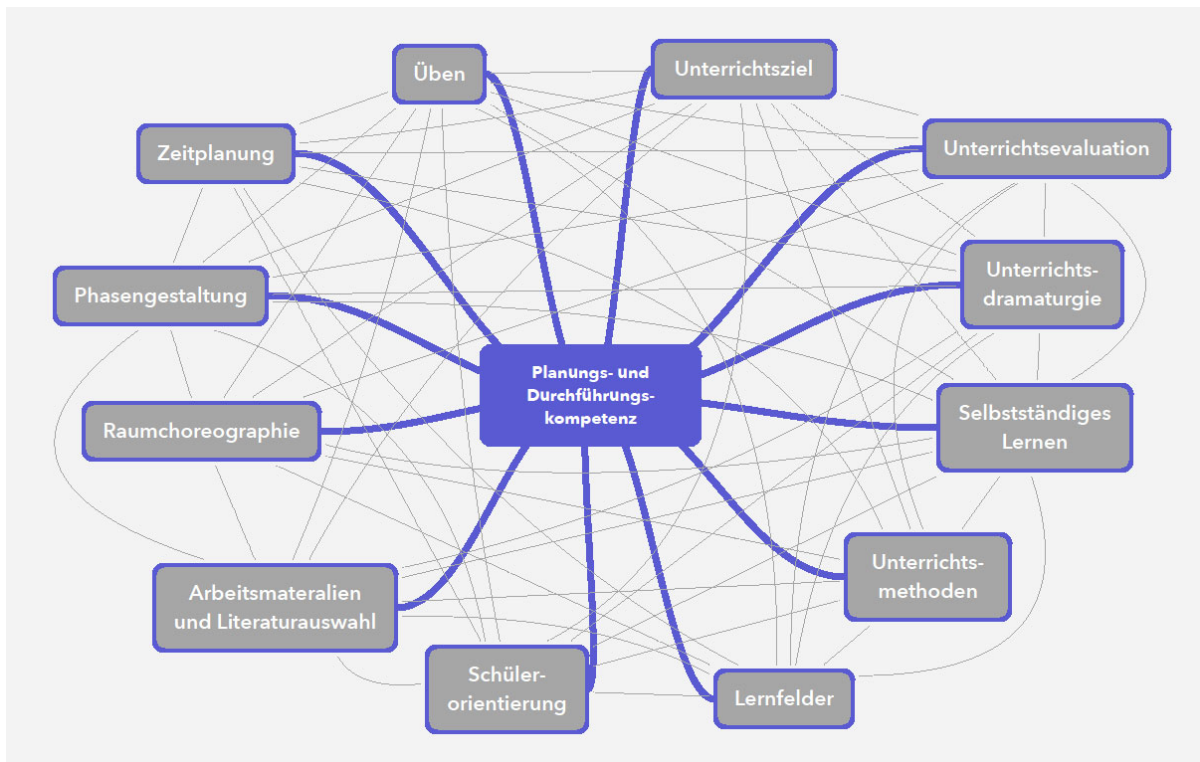 Üben
Unterrichtsziel
Zeitplanung
Unterrichtsevaluation
Phasengestaltung
Unterrichts-
dramaturgie
Planungs- und
Durchführungs-
kompetenz
Raumchoreographie
Selbstständiges
Lernen
Arbeitsmateralien
und Literaturauswahl
Unterrichts-
methoden
Schüler-
orientierung
Lernfelder